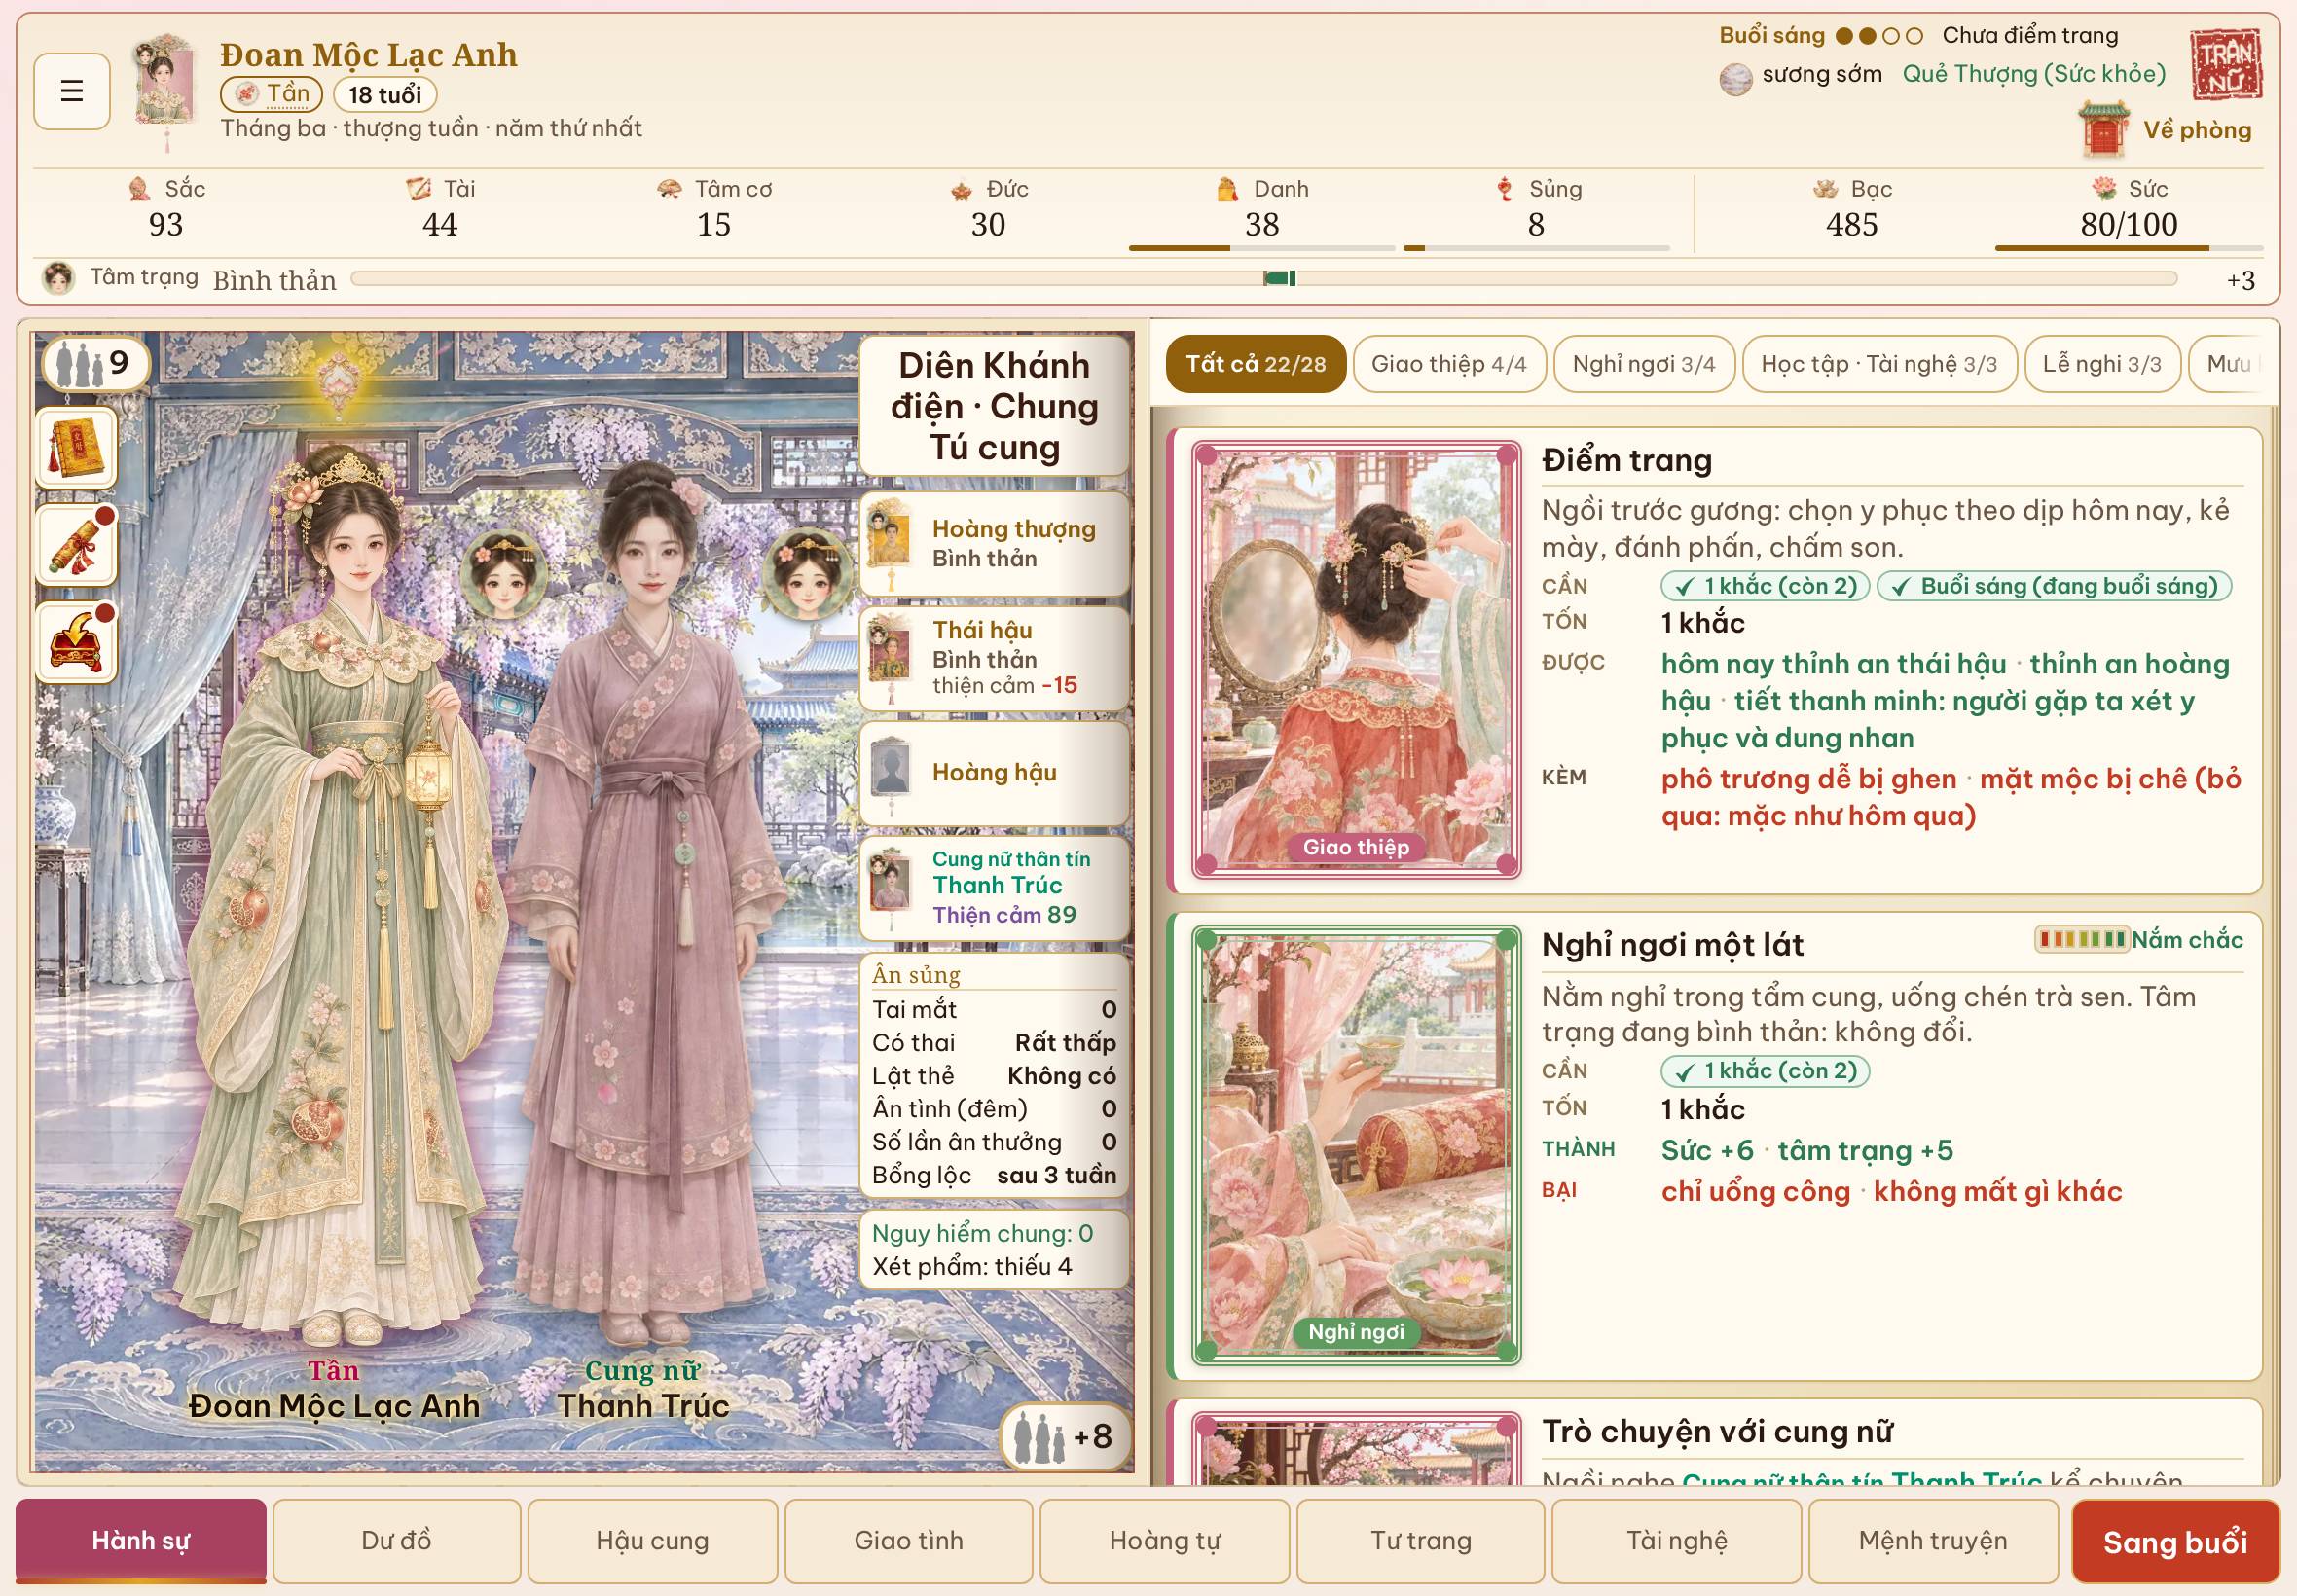 ☰
Đoan Mộc Lạc Anh
Tần
18 tuổi
Tháng ba · thượng tuần · năm thứ nhất
Buổi sáng
Chưa điểm trang
sương sớm
Quẻ Thượng (Sức khỏe)
TRÂN
NỮ
Về phòng
Sắc
93
Tài
44
Tâm cơ
15
Đức
30
Danh
38
Sủng
8
Bạc
485
Sức
80/100
Tâm trạng Bình thản
+3
9
Diên Khánh
điện · Chung
Tú cung
Hoàng thượng
Bình thản
Thái hậu
Bình thản
thiện cảm -15
Hoàng hậu
Cung nữ thân tín
Thanh Trúc
Thiện cảm 89
Ân sủng
Tai mắt 0
Có thai Rất thấp
Lật thẻ Không có
Ân tình (đêm) 0
Số lần ân thưởng 0
Bổng lộc sau 3 tuần
Nguy hiểm chung: 0
Xét phẩm: thiếu 4
Tần
Đoan Mộc Lạc Anh
Cung nữ
Thanh Trúc
+8
Tất cả 22/28
Giao thiệp 4/4
Nghỉ ngơi 3/4
Học tập · Tài nghệ 3/3
Lễ nghi 3/3
Mưu
Giao thiệp
Điểm trang
Ngồi trước gương: chọn y phục theo dịp hôm nay, kẻ
mày, đánh phấn, chấm son.
CẦN ✓ 1 khắc (còn 2) ✓ Buổi sáng (đang buổi sáng)
TỐN 1 khắc
ĐƯỢC hôm nay thỉnh an thái hậu · thỉnh an hoàng
hậu · tiết thanh minh: người gặp ta xét y
phục và dung nhan
KÈM phô trương dễ bị ghen · mặt mộc bị chê (bỏ
qua: mặc như hôm qua)
Nghỉ ngơi
Nghỉ ngơi một lát
Nắm chắc
Nằm nghỉ trong tẩm cung, uống chén trà sen. Tâm
trạng đang bình thản: không đổi.
CẦN ✓ 1 khắc (còn 2)
TỐN 1 khắc
THÀNH Sức +6 · tâm trạng +5
BẠI chỉ uổng công · không mất gì khác
Trò chuyện với cung nữ
Ngồi nghe Cung nữ thân tín Thanh Trúc kể chuyện
Hành sự
Dư đồ
Hậu cung
Giao tình
Hoàng tự
Tư trang
Tài nghệ
Mệnh truyện
Sang buổi